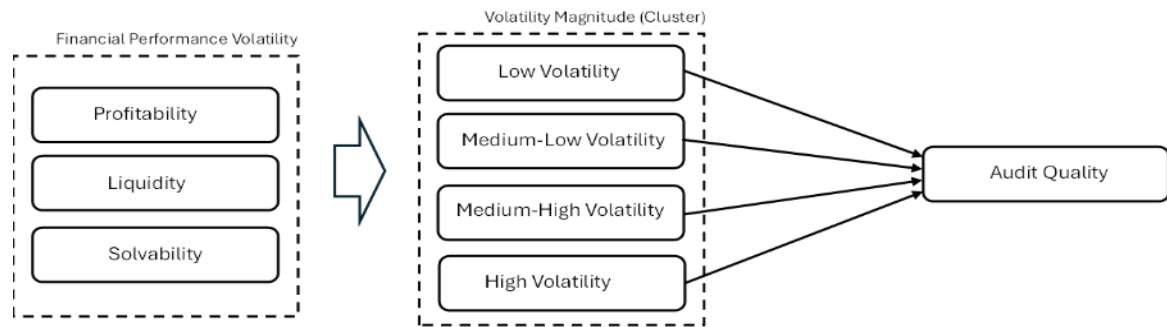 Financial Performance Volatility
Profitability
Liquidity
Solvability
Volatility Magnitude (Cluster)
Low Volatility
Medium-Low Volatility
Medium-High Volatility
High Volatility
Audit Quality